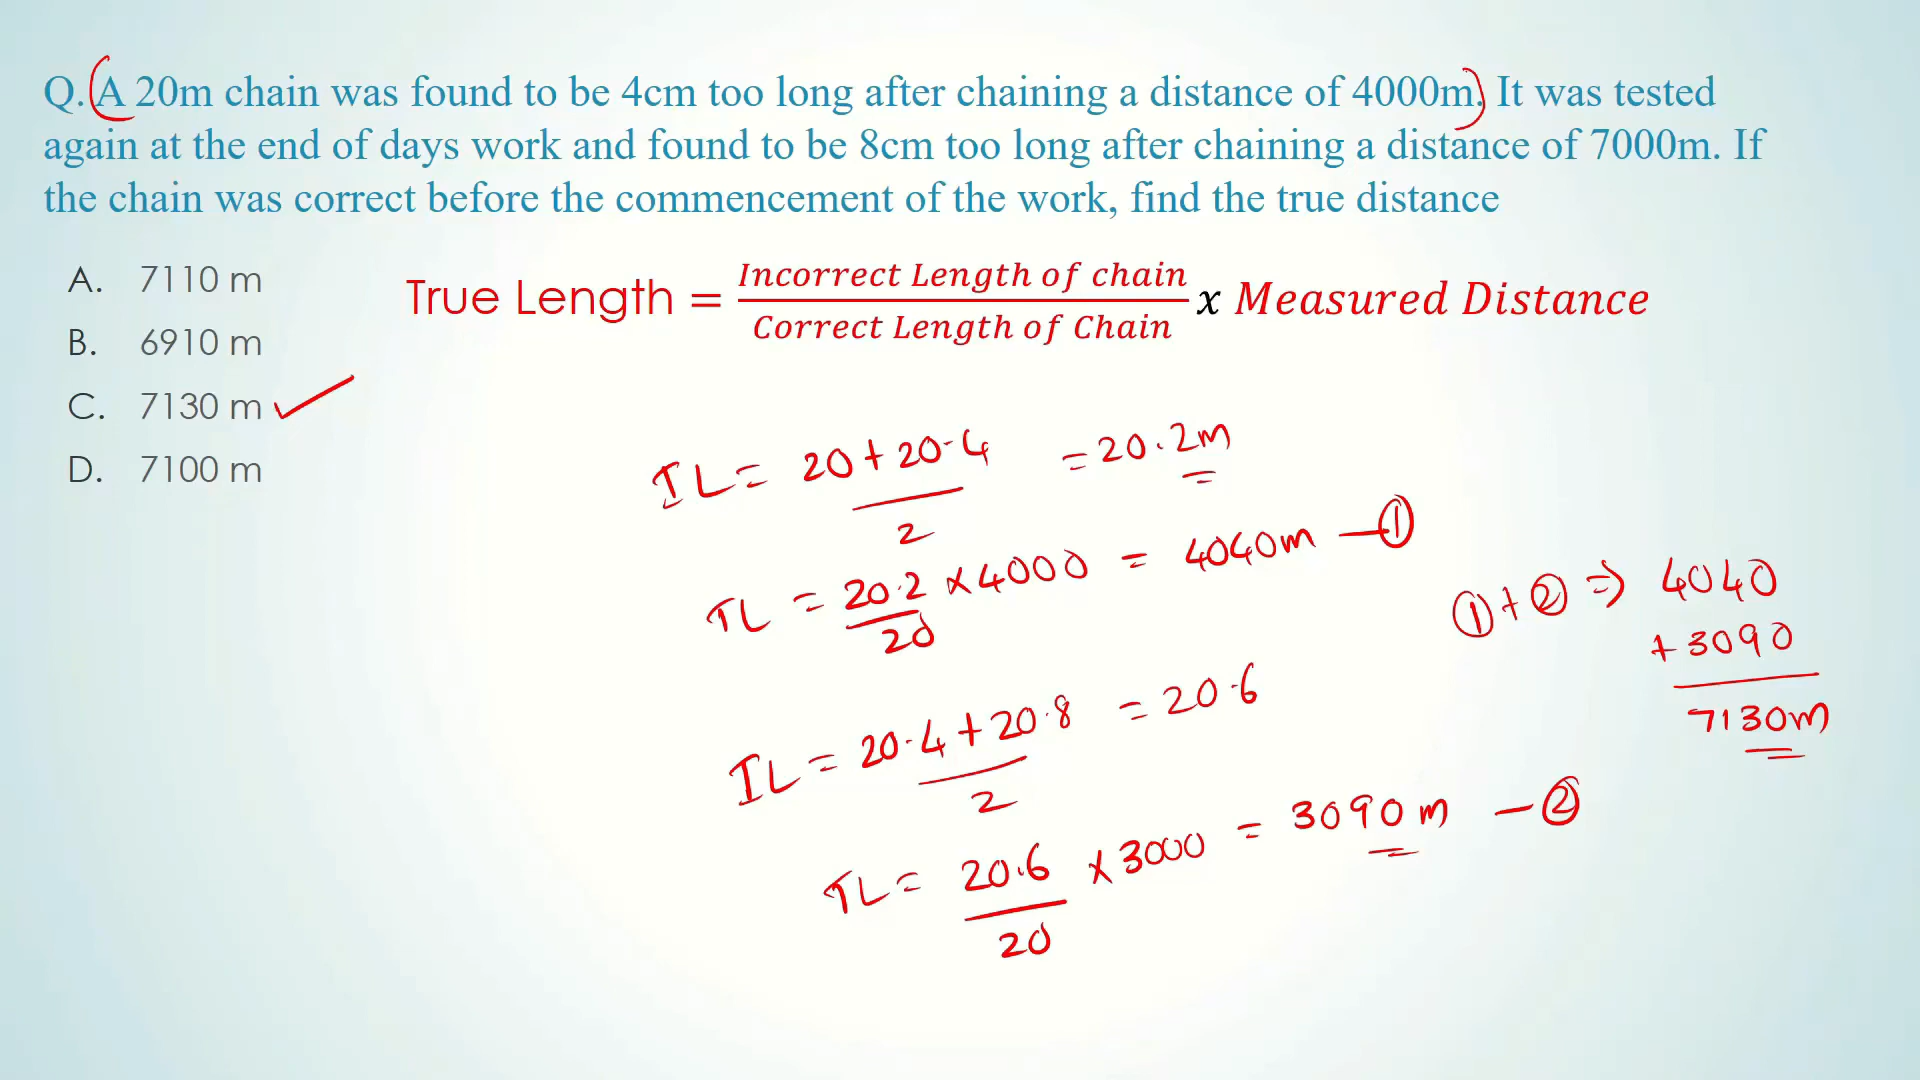 Q. A 20m chain was found to be 4cm too long after chaining a distance of 4000m. It was tested
again at the end of days work and found to be 8cm too long after chaining a distance of 7000m. If
the chain was correct before the commencement of the work, find the true distance
A. 7110 m
B. 6910 m
C. 7130 m
D. 7100 m
True Length = Incorrect Length of chain / Correct Length of Chain x Measured Distance
IL = 20 + 20.4 / 2 = 20.2m
TL = 20.2 / 20 x 4000 = 4040m — ①
IL = 20.4 + 20.8 / 2 = 20.6
TL = 20.6 / 20 x 3000 = 3090 m — ②
① + ② ⇒ 4040
+ 3090
7130m